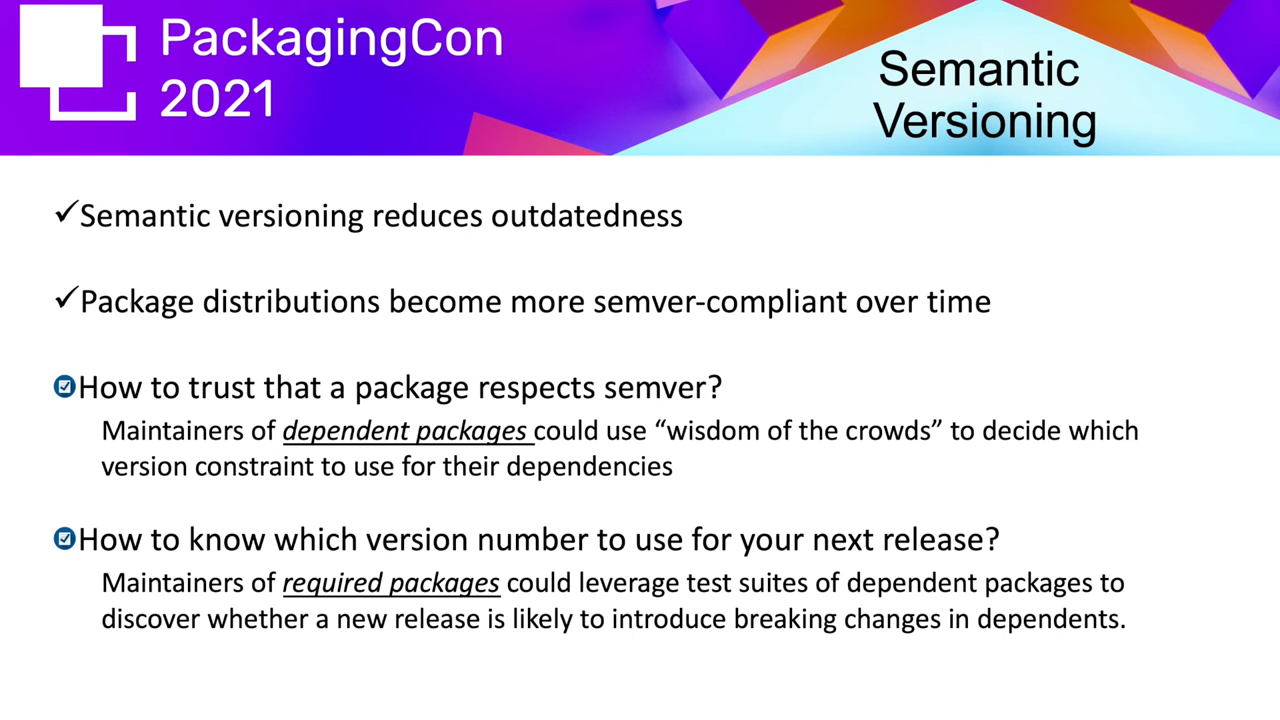 PackagingCon
2021
Semantic
Versioning
✓Semantic versioning reduces outdatedness
✓Package distributions become more semver-compliant over time
☑How to trust that a package respects semver?
Maintainers of dependent packages could use “wisdom of the crowds” to decide which
version constraint to use for their dependencies
☑How to know which version number to use for your next release?
Maintainers of required packages could leverage test suites of dependent packages to
discover whether a new release is likely to introduce breaking changes in dependents.